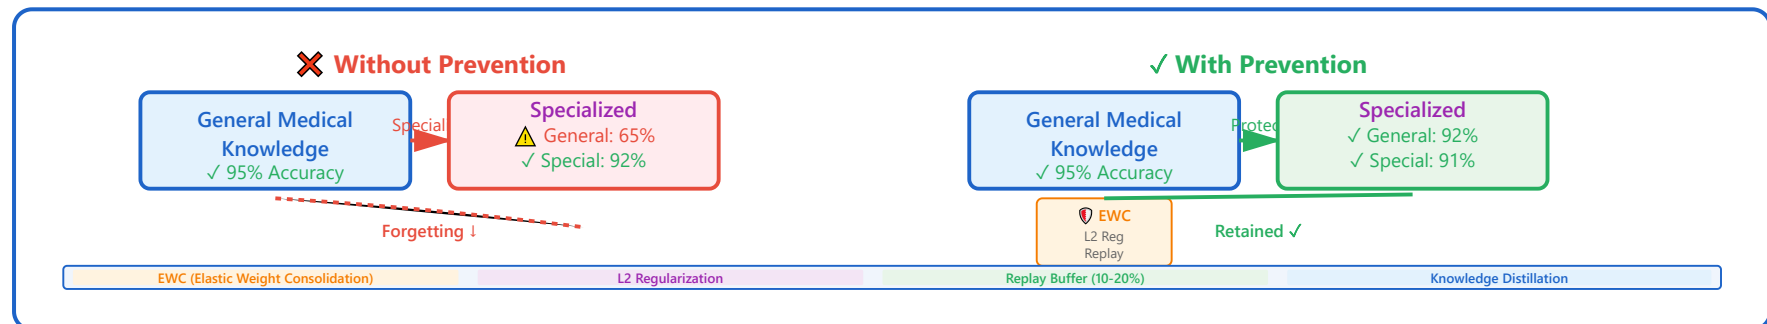 ❌ Without Prevention
General Medical
Knowledge
✓ 95% Accuracy
Special
Specialized
⚠ General: 65%
✓ Special: 92%
Forgetting ↓
✓ With Prevention
General Medical
Knowledge
✓ 95% Accuracy
Protec
Specialized
✓ General: 92%
✓ Special: 91%
EWC
L2 Reg
Replay
Retained ✓
EWC (Elastic Weight Consolidation)
L2 Regularization
Replay Buffer (10-20%)
Knowledge Distillation